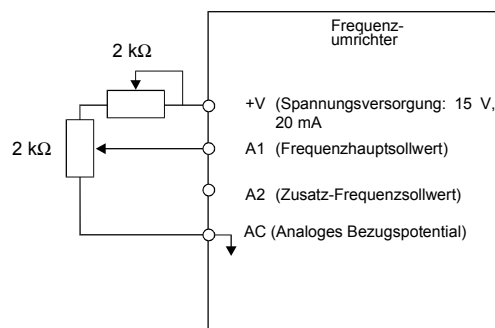 Frequenz-
umrichter
2 kΩ
+V (Spannungsversorgung: 15 V,
20 mA
2 kΩ
A1 (Frequenzhauptsollwert)
A2 (Zusatz-Frequenzsollwert)
AC (Analoges Bezugspotential)